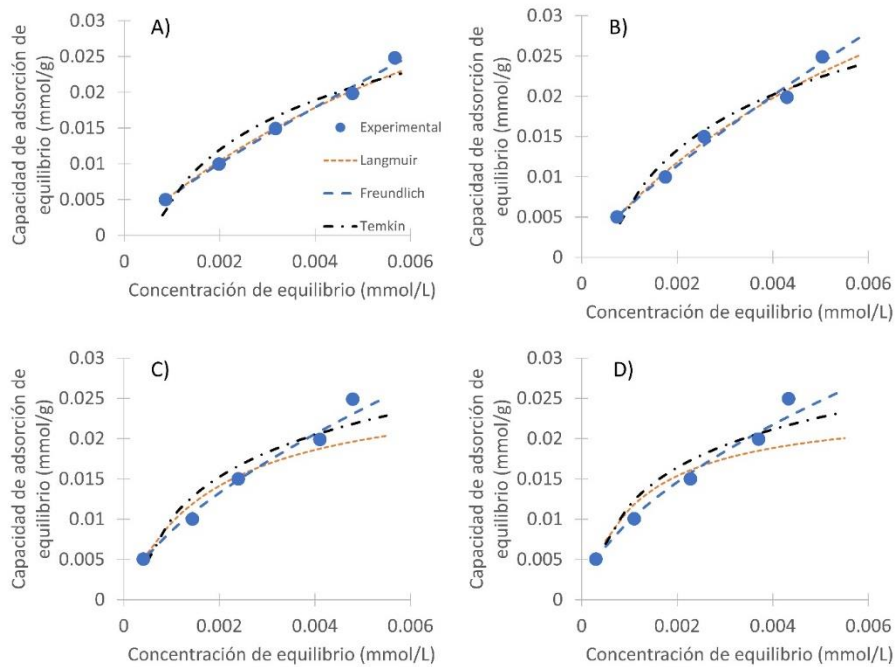 A)
Capacidad de adsorción de
equilibrio (mmol/g)
0.03
0.025
0.02
0.015
0.01
0.005
0
Experimental
Langmuir
Freundlich
Temkin
0 0.002 0.004 0.006
Concentración de equilibrio (mmol/L)
B)
Capacidad de adsorción de
equilibrio (mmol/g)
0.03
0.025
0.02
0.015
0.01
0.005
0
0 0.002 0.004 0.006
Concentración de equilibrio (mmol/L)
C)
Capacidad de adsorción de
equilibrio (mmol/g)
0.03
0.025
0.02
0.015
0.01
0.005
0
0 0.002 0.004 0.006
Concentración de equilibrio (mmol/L)
D)
Capacidad de adsorción de
equilibrio (mmol/g)
0.03
0.025
0.02
0.015
0.01
0.005
0
0 0.002 0.004 0.006
Concentración de equilibrio (mmol/L)